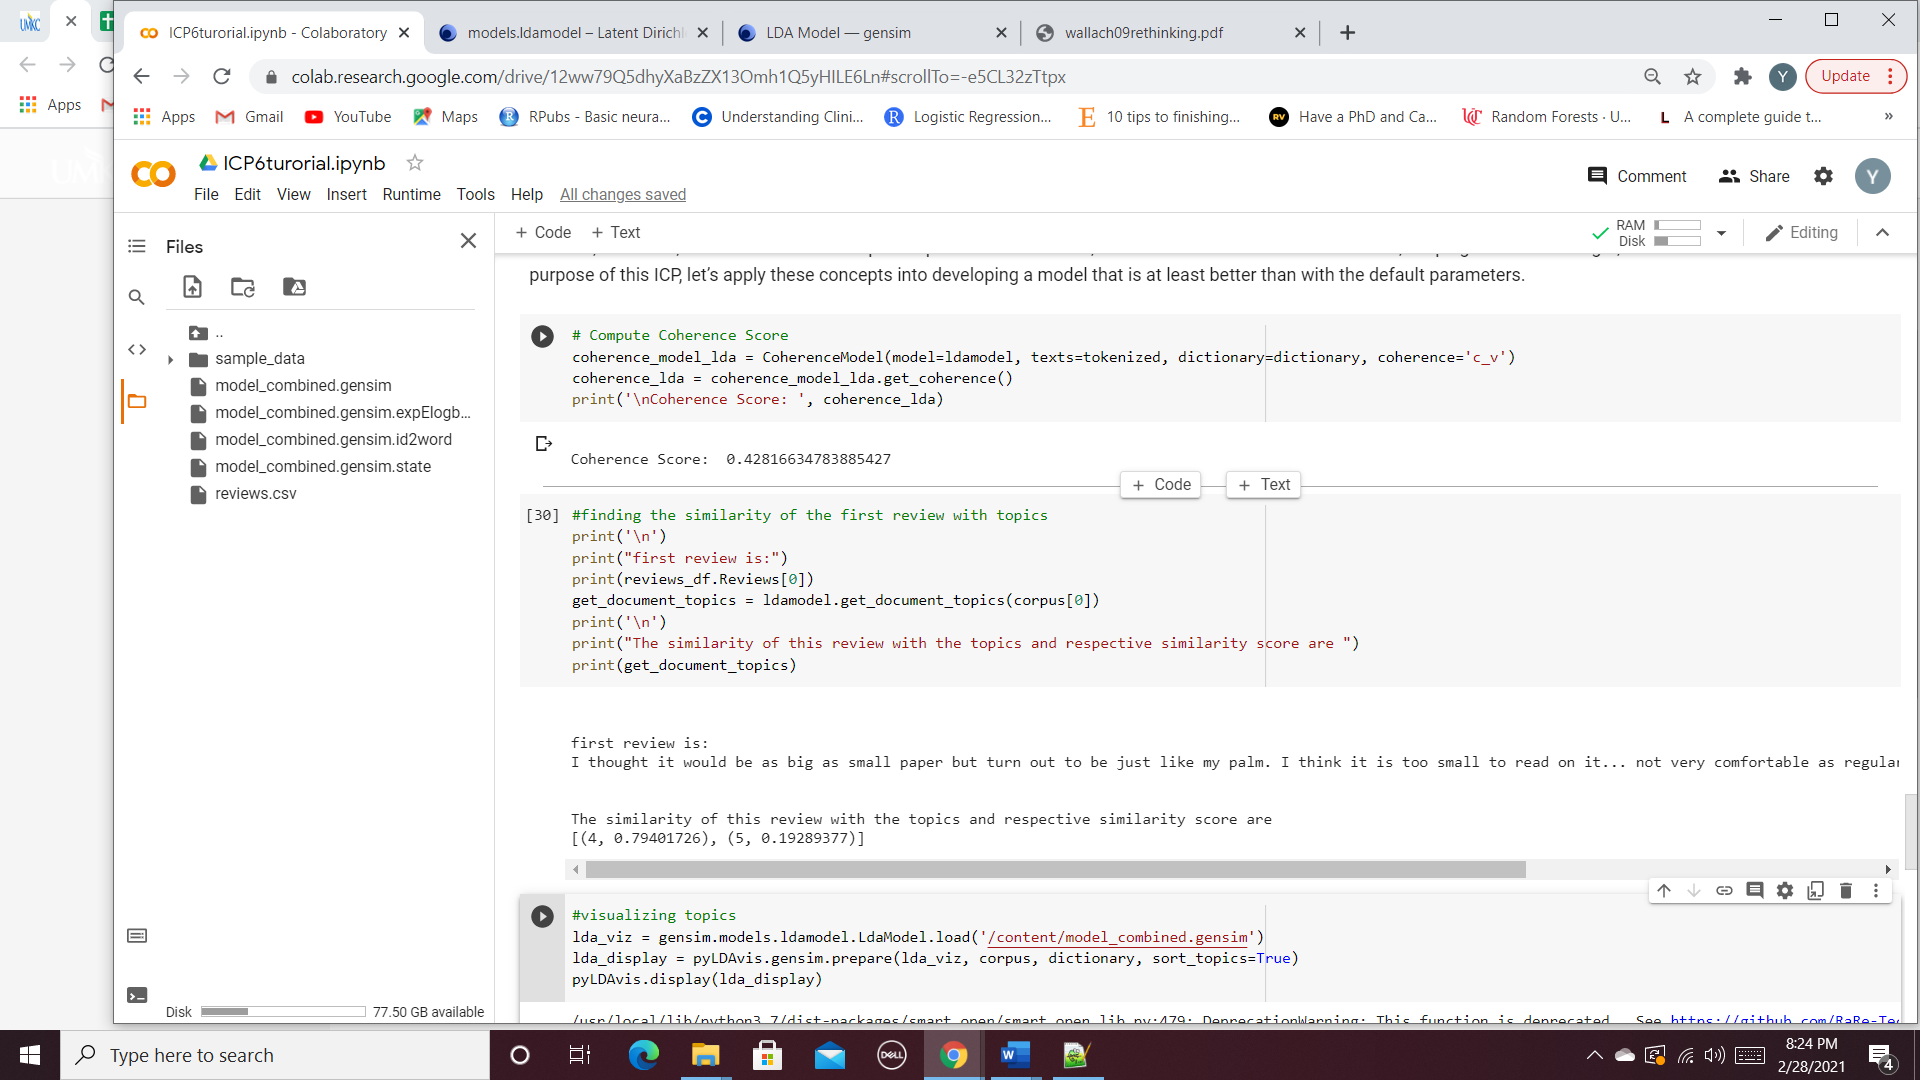 UMKC
ICP6turorial.ipynb - Colaboratory
models.ldamodel – Latent Dirichl
LDA Model — gensim
wallach09rethinking.pdf
colab.research.google.com/drive/12ww79Q5dhyXaBzZX13Omh1Q5yHILE6Ln#scrollTo=-e5CL32zTtpx
Y
Update
Apps
Apps
Gmail
YouTube
Maps
RPubs - Basic neura...
Understanding Clini...
Logistic Regression...
10 tips to finishing...
RV
Have a PhD and Ca...
Random Forests · U...
A complete guide t...
»
ICP6turorial.ipynb
File Edit View Insert Runtime Tools Help All changes saved
Comment
Share
Y
Files
+ Code + Text
RAM
Disk
Editing
..
sample_data
model_combined.gensim
model_combined.gensim.expElogb...
model_combined.gensim.id2word
model_combined.gensim.state
reviews.csv
Disk 77.50 GB available
purpose of this ICP, let’s apply these concepts into developing a model that is at least better than with the default parameters.
# Compute Coherence Score
coherence_model_lda = CoherenceModel(model=ldamodel, texts=tokenized, dictionary=dictionary, coherence='c_v')
coherence_lda = coherence_model_lda.get_coherence()
print('\nCoherence Score: ', coherence_lda)
Coherence Score:  0.42816634783885427
+ Code + Text
[30] #finding the similarity of the first review with topics
print('\n')
print("first review is:")
print(reviews_df.Reviews[0])
get_document_topics = ldamodel.get_document_topics(corpus[0])
print('\n')
print("The similarity of this review with the topics and respective similarity score are ")
print(get_document_topics)
first review is:
I thought it would be as big as small paper but turn out to be just like my palm. I think it is too small to read on it... not very comfortable as regular
The similarity of this review with the topics and respective similarity score are
[(4, 0.79401726), (5, 0.19289377)]
#visualizing topics
lda_viz = gensim.models.ldamodel.LdaModel.load('/content/model_combined.gensim')
lda_display = pyLDAvis.gensim.prepare(lda_viz, corpus, dictionary, sort_topics=True)
pyLDAvis.display(lda_display)
/usr/local/lib/python3.7/dist-packages/smart_open/smart_open_lib.py:479: DeprecationWarning: This function is deprecated. See https://github.com/RaRe-Te
Type here to search
DELL
8:24 PM
2/28/2021
4